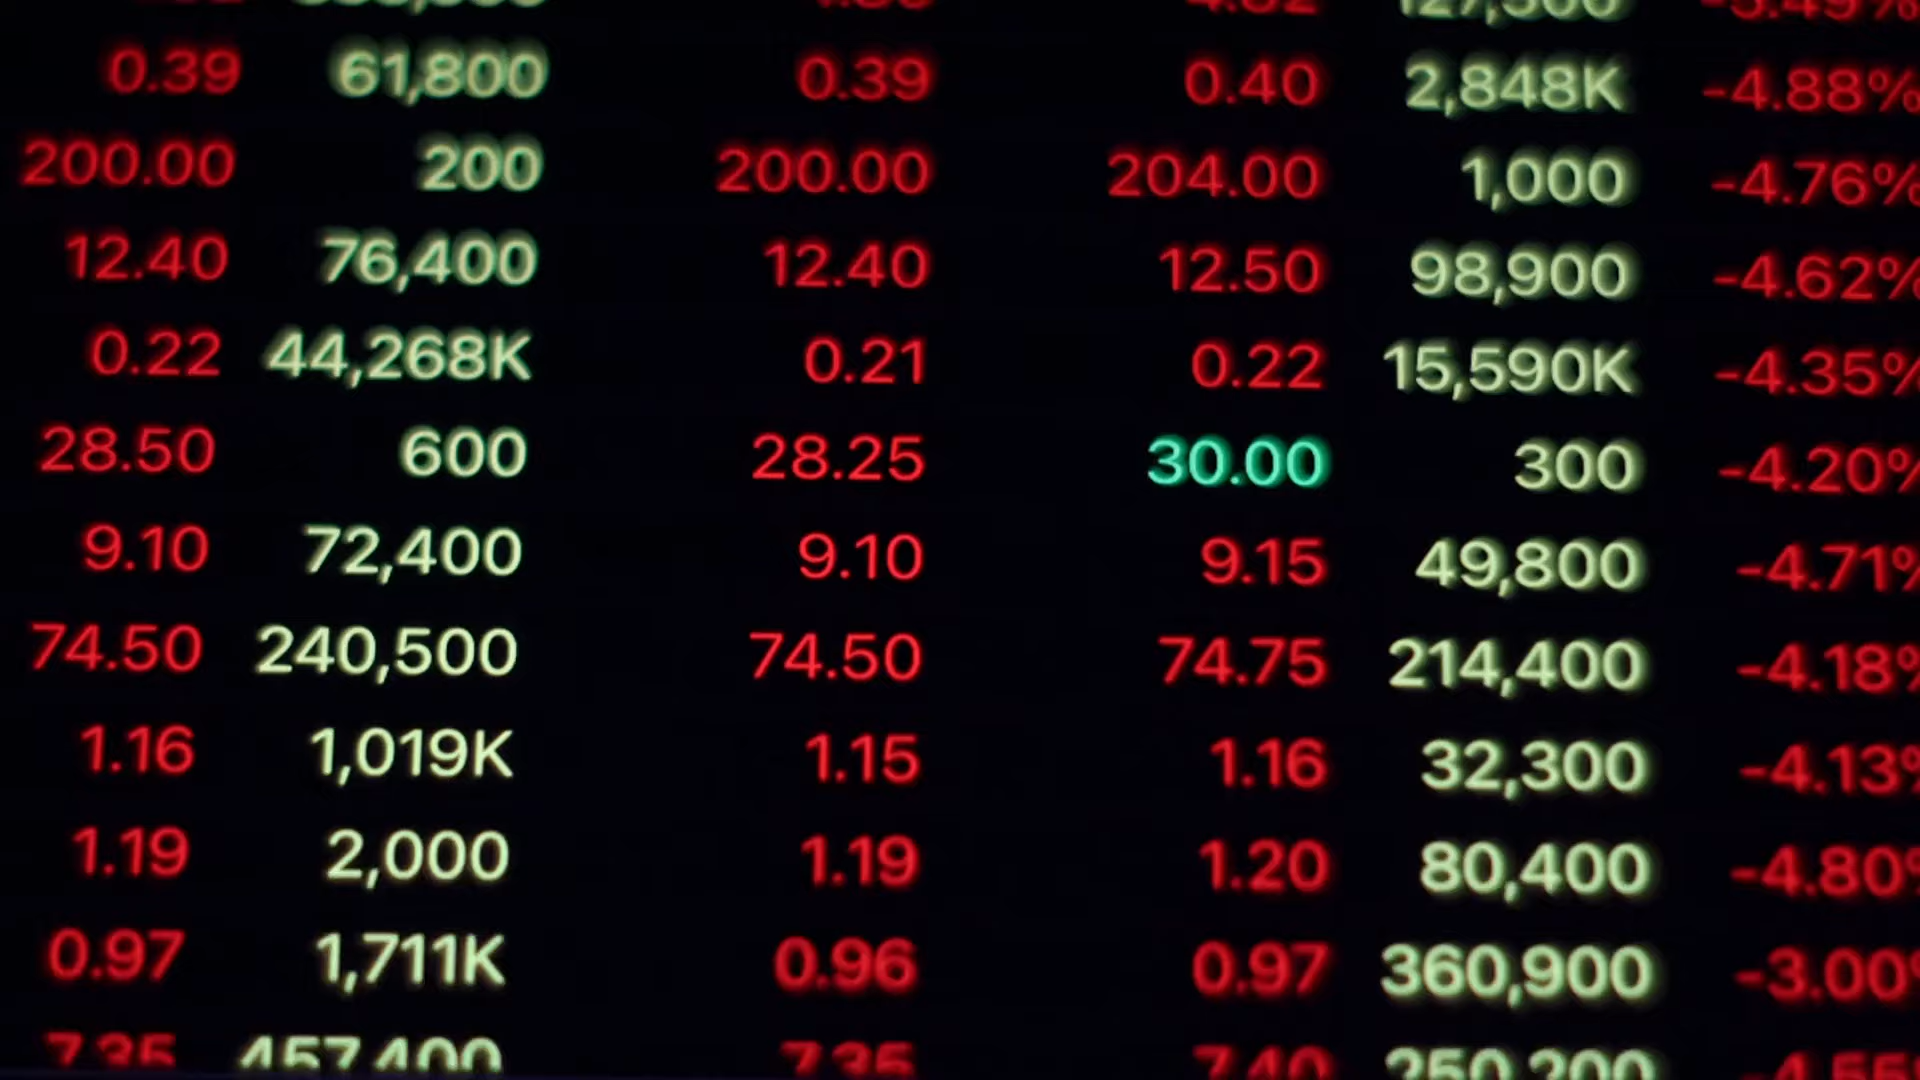 0.39 61,800 0.39 0.40 2,848K -4.88%
200.00 200 200.00 204.00 1,000 -4.76%
12.40 76,400 12.40 12.50 98,900 -4.62%
0.22 44,268K 0.21 0.22 15,590K -4.35%
28.50 600 28.25 30.00 300 -4.20%
9.10 72,400 9.10 9.15 49,800 -4.71%
74.50 240,500 74.50 74.75 214,400 -4.18%
1.16 1,019K 1.15 1.16 32,300 -4.13%
1.19 2,000 1.19 1.20 80,400 -4.80%
0.97 1,711K 0.96 0.97 360,900 -3.00%
7.35 457,400 7.35 7.40 250,200